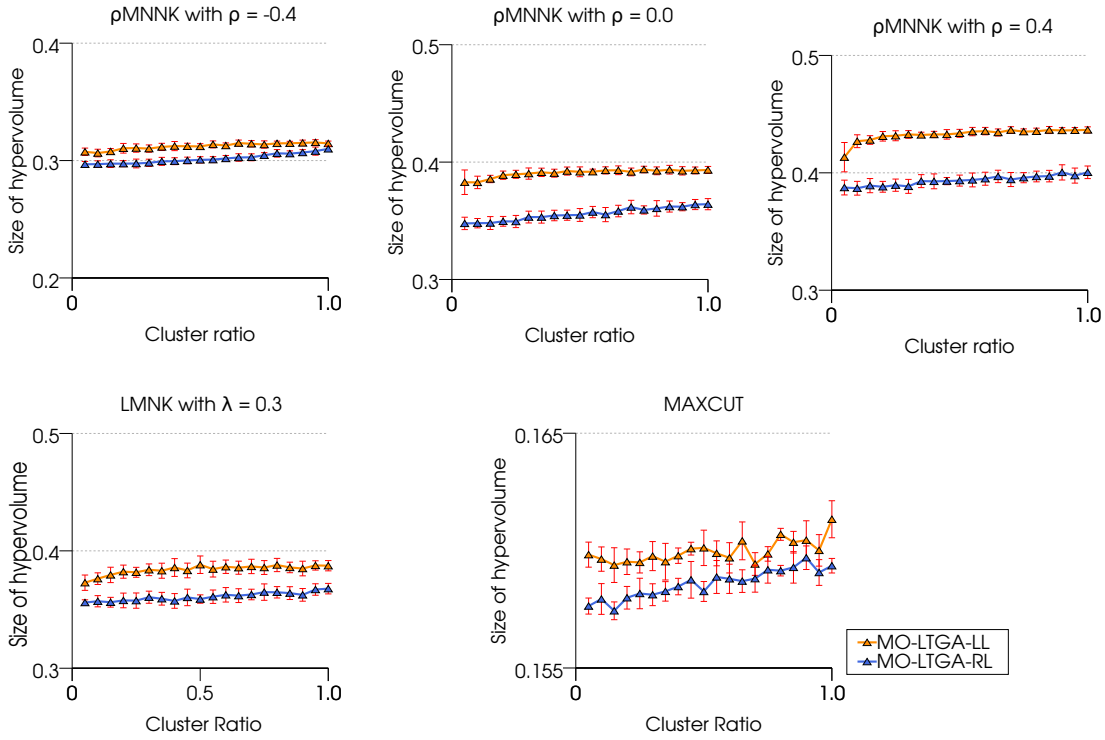 ρMNNK with ρ = -0.4
0.4
0.3
0.2
0
1.0
Size of hypervolume
Cluster ratio
ρMNNK with ρ = 0.0
0.5
0.4
0.3
0
1.0
Size of hypervolume
Cluster ratio
ρMNNK with ρ = 0.4
0.5
0.4
0.3
0
1.0
Size of hypervolume
Cluster ratio
LMNK with λ = 0.3
0.5
0.4
0.3
0
0.5
1.0
Size of hypervolume
Cluster Ratio
MAXCUT
0.165
0.155
0
1.0
Size of hypervolume
Cluster Ratio
MO-LTGA-LL
MO-LTGA-RL